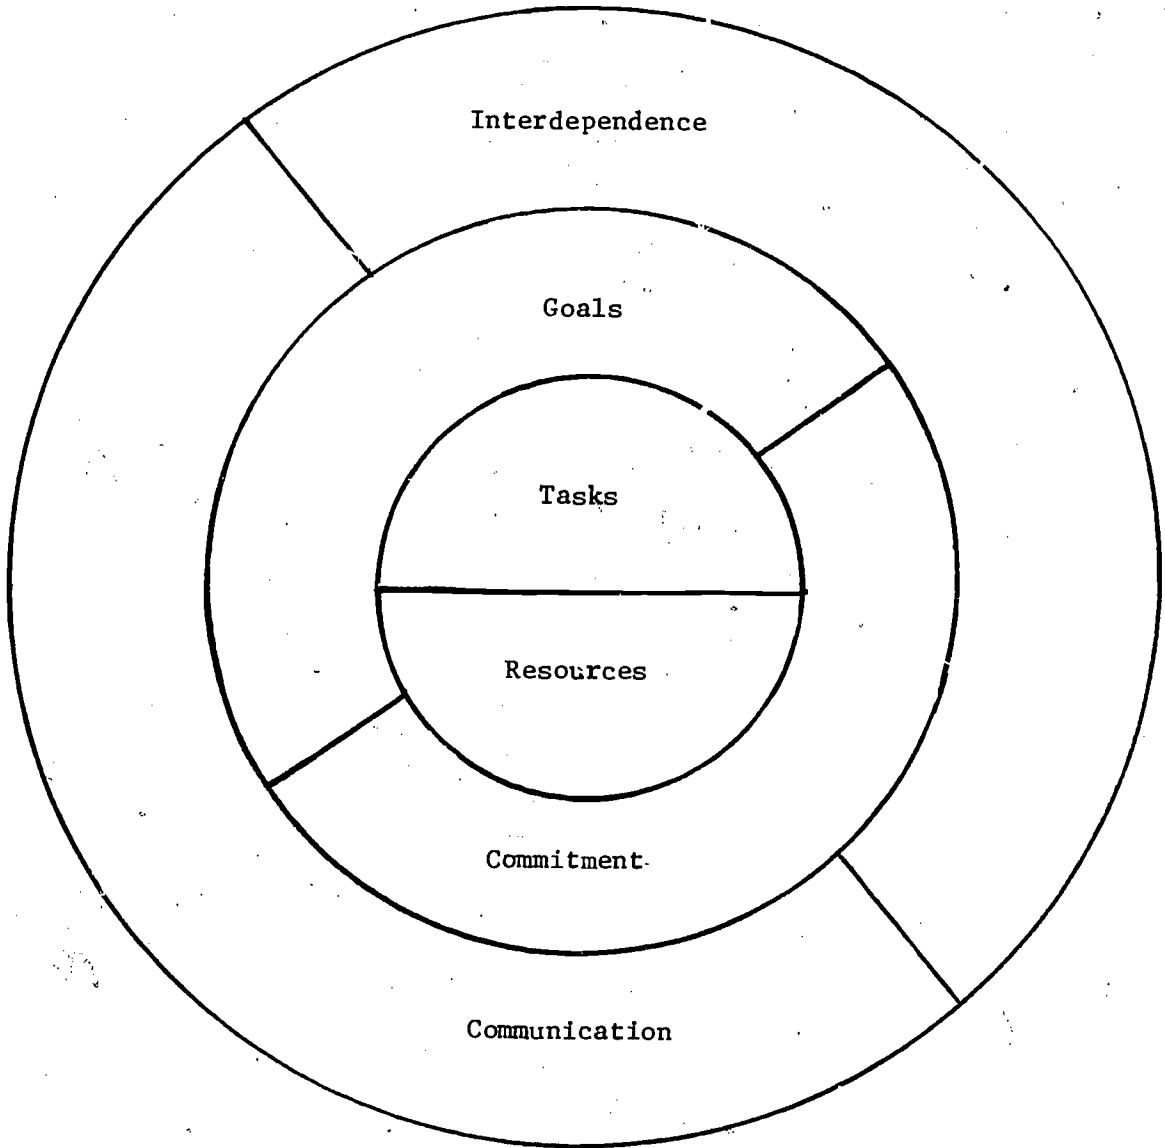 Interdependence
Goals
Tasks
Resources
Commitment
Communication